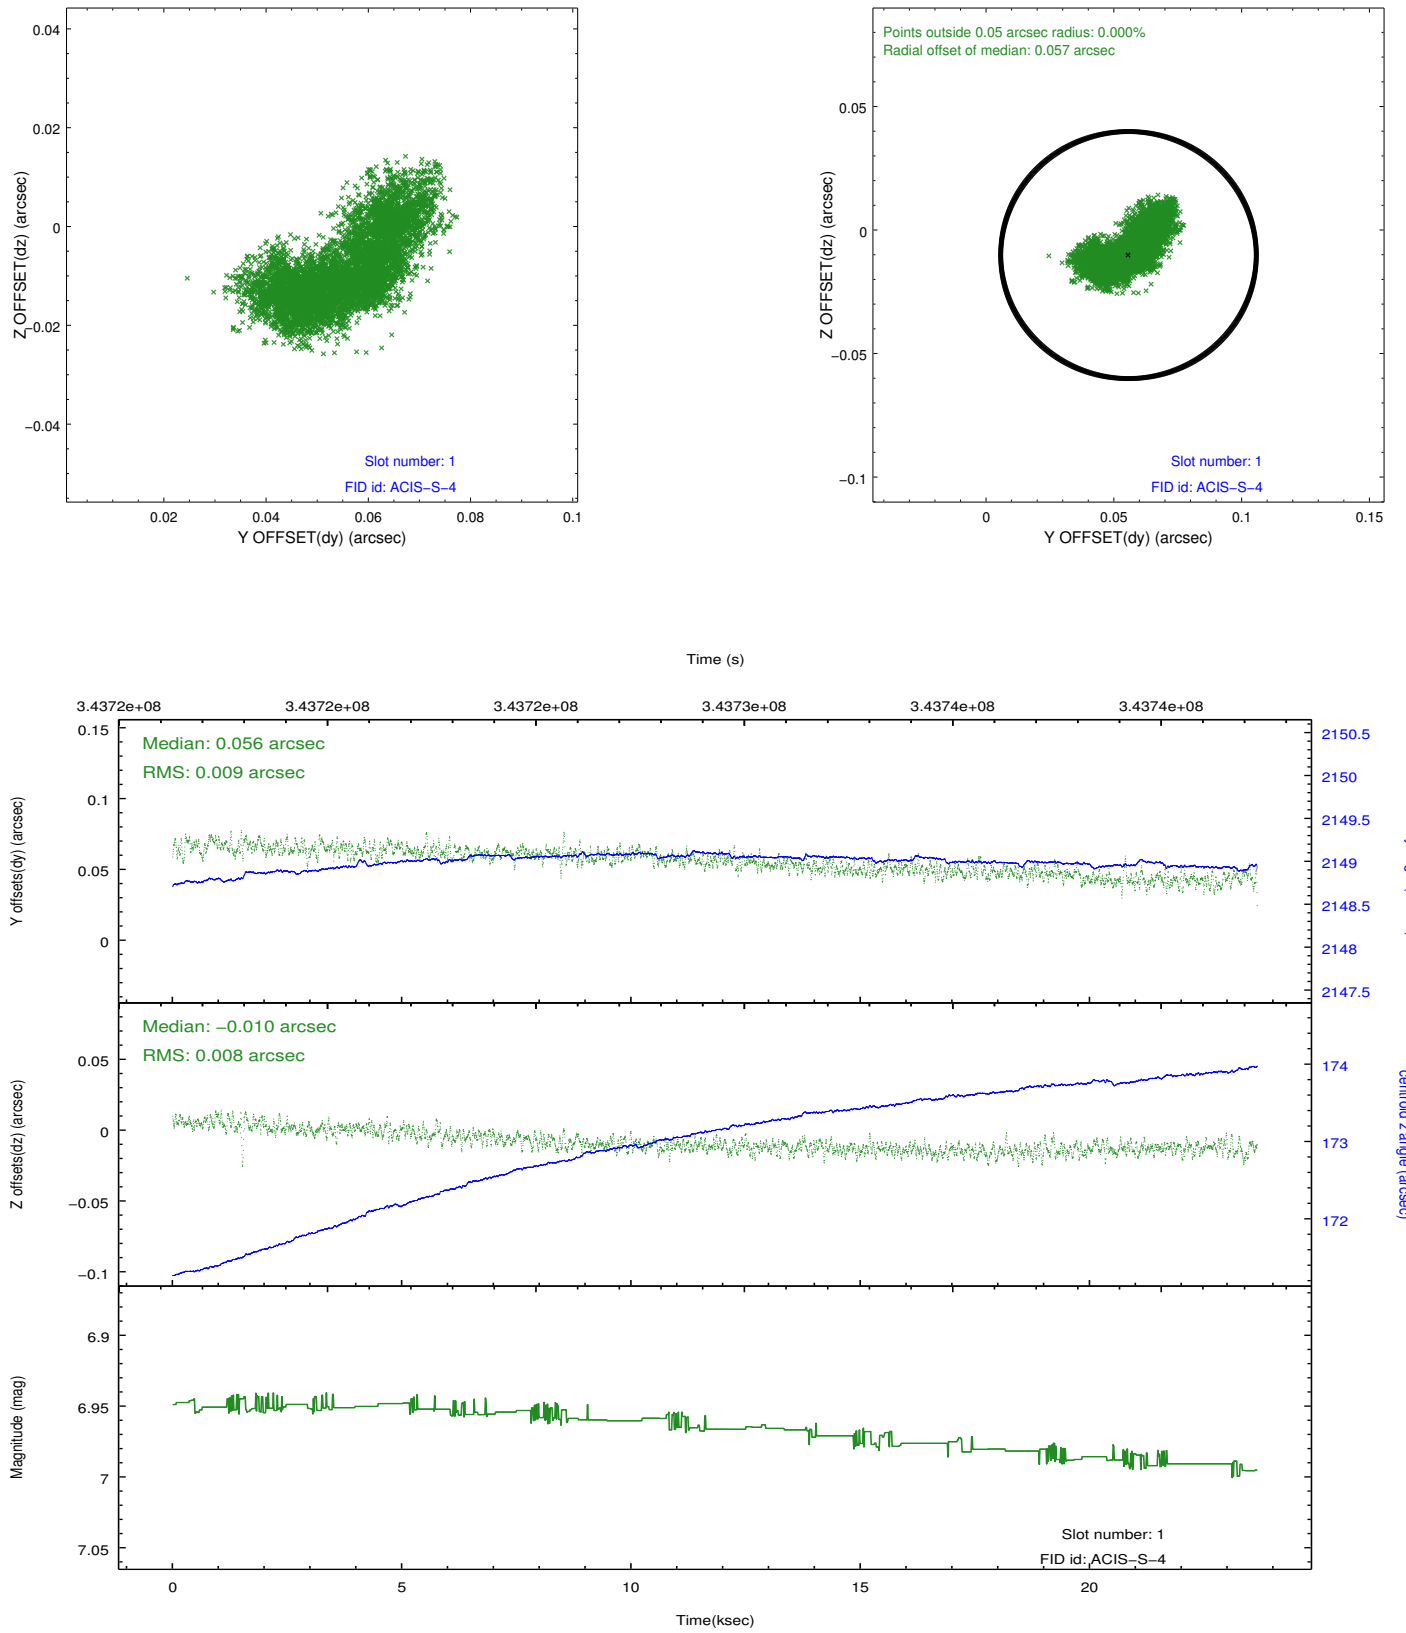 0.04
0.02
0
−0.02
−0.04
Z OFFSET(dz) (arcsec)
Slot number: 1
FID id: ACIS−S−4
0.02 0.04 0.06 0.08 0.1
Y OFFSET(dy) (arcsec)
Points outside 0.05 arcsec radius: 0.000%
Radial offset of median: 0.057 arcsec
0.05
0
−0.05
−0.1
Z OFFSET(dz) (arcsec)
Slot number: 1
FID id: ACIS−S−4
0 0.05 0.1 0.15
Y OFFSET(dy) (arcsec)
Time (s)
3.4372e+08 3.4372e+08 3.4372e+08 3.4373e+08 3.4374e+08 3.4374e+08
Median: 0.056 arcsec
RMS: 0.009 arcsec
0.15
0.1
0.05
0
Y offsets(dy) (arcsec)
2150.5
2150
2149.5
2149
2148.5
2148
2147.5
Median: −0.010 arcsec
RMS: 0.008 arcsec
0.05
0
−0.05
−0.1
Z offsets(dz) (arcsec)
174
173
172
centroid z angle (arcsec)
6.9
6.95
7
7.05
Magnitude (mag)
Slot number: 1
FID id: ACIS−S−4
0 5 10 15 20
Time(ksec)